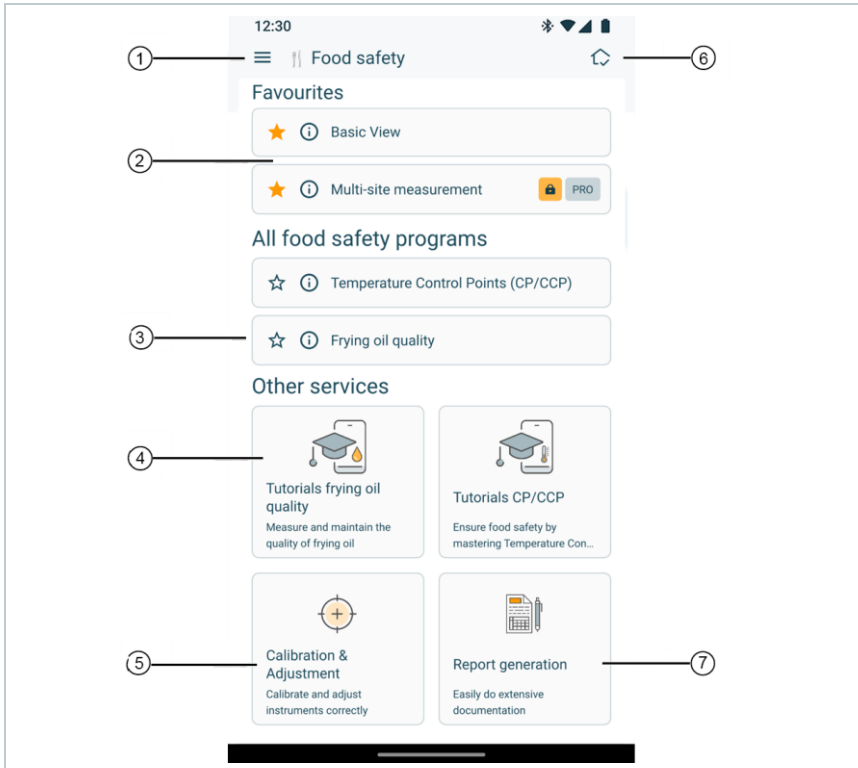 12:30
1
Food safety
6
Favourites
Basic View
2
Multi-site measurement PRO
All food safety programs
Temperature Control Points (CP/CCP)
3
Frying oil quality
Other services
4
Tutorials frying oil
quality
Measure and maintain the
quality of frying oil
Tutorials CP/CCP
Ensure food safety by
mastering Temperature Con...
5
Calibration &
Adjustment
Calibrate and adjust
instruments correctly
Report generation
Easily do extensive
documentation
7